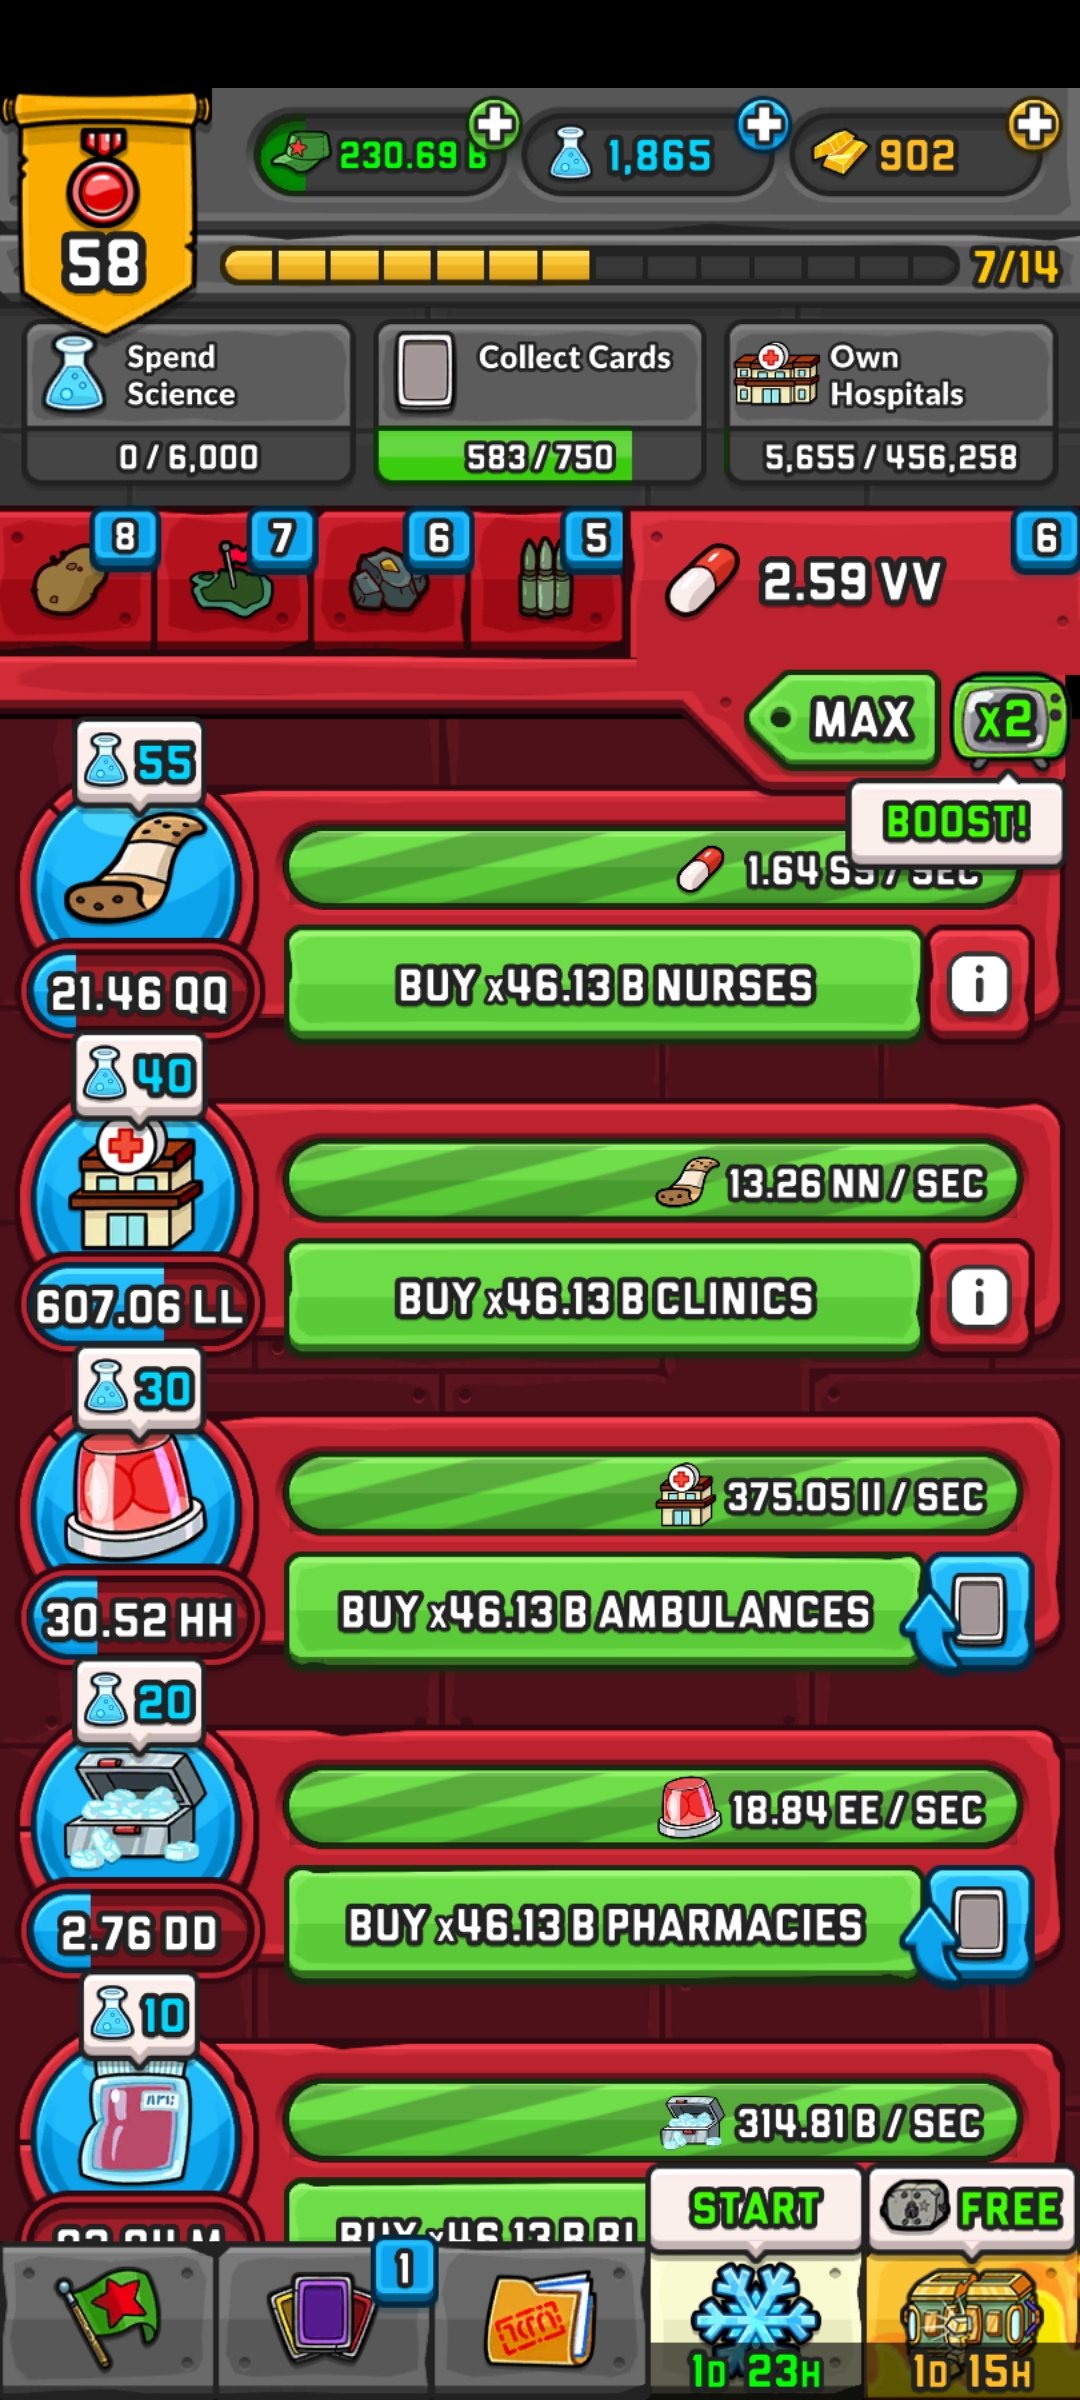 230.69 B
1,865
902
58
7/14
Spend
Science
Collect Cards
Own
Hospitals
0 / 6,000
583 / 750
5,655 / 456,258
8
7
6
5
2.59 VV
6
MAX
x2
BOOST!
55
1.64 SS / SEC
21.46 QQ
BUY x46.13 B NURSES
i
40
13.26 NN / SEC
607.06 LL
BUY x46.13 B CLINICS
i
30
375.05 II / SEC
30.52 HH
BUY x46.13 B AMBULANCES
20
18.84 EE / SEC
2.76 DD
BUY x46.13 B PHARMACIES
10
314.81 B / SEC
BUY x46.13 B BL
START
FREE
1
1D 23H
1D 15H